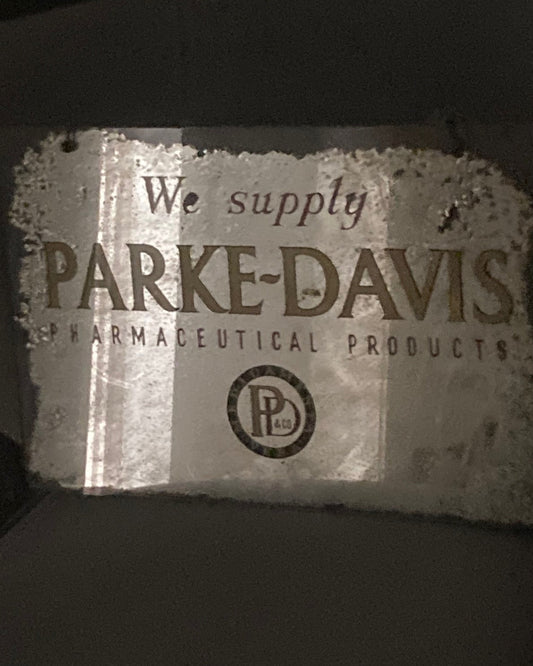 We supply
PARKE-DAVIS
PHARMACEUTICAL PRODUCTS
PD &CO